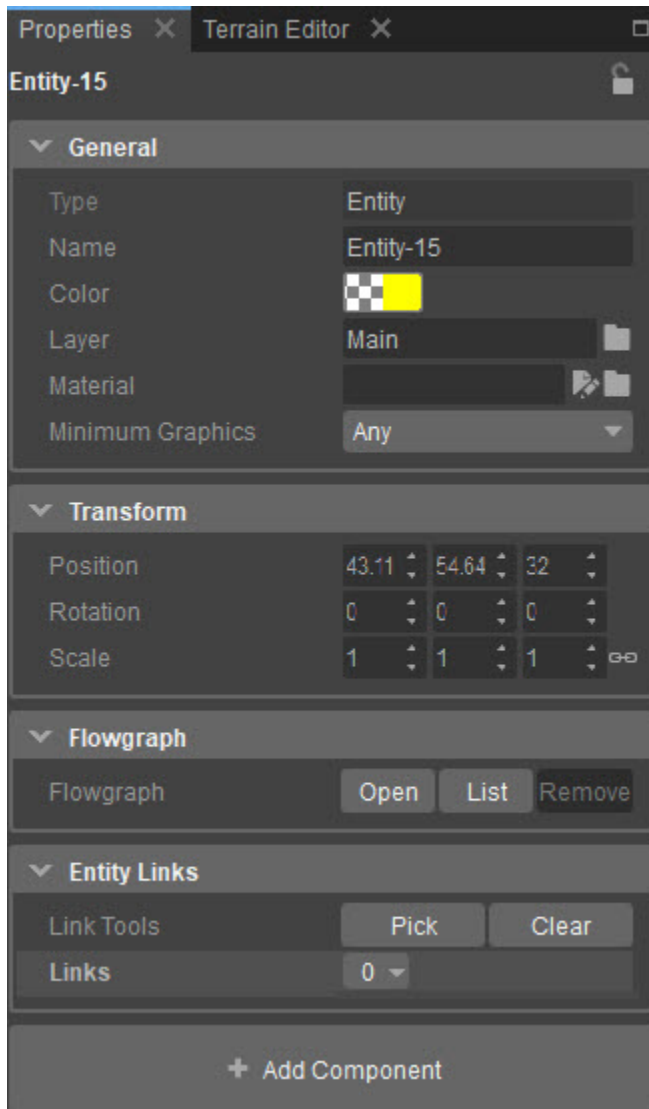 Properties Terrain Editor
Entity-15
General
Type Entity
Name Entity-15
Color
Layer Main
Material
Minimum Graphics Any
Transform
Position 43.11 54.64 32
Rotation 0 0 0
Scale 1 1 1
Flowgraph
Flowgraph Open List Remove
Entity Links
Link Tools Pick Clear
Links 0
+ Add Component